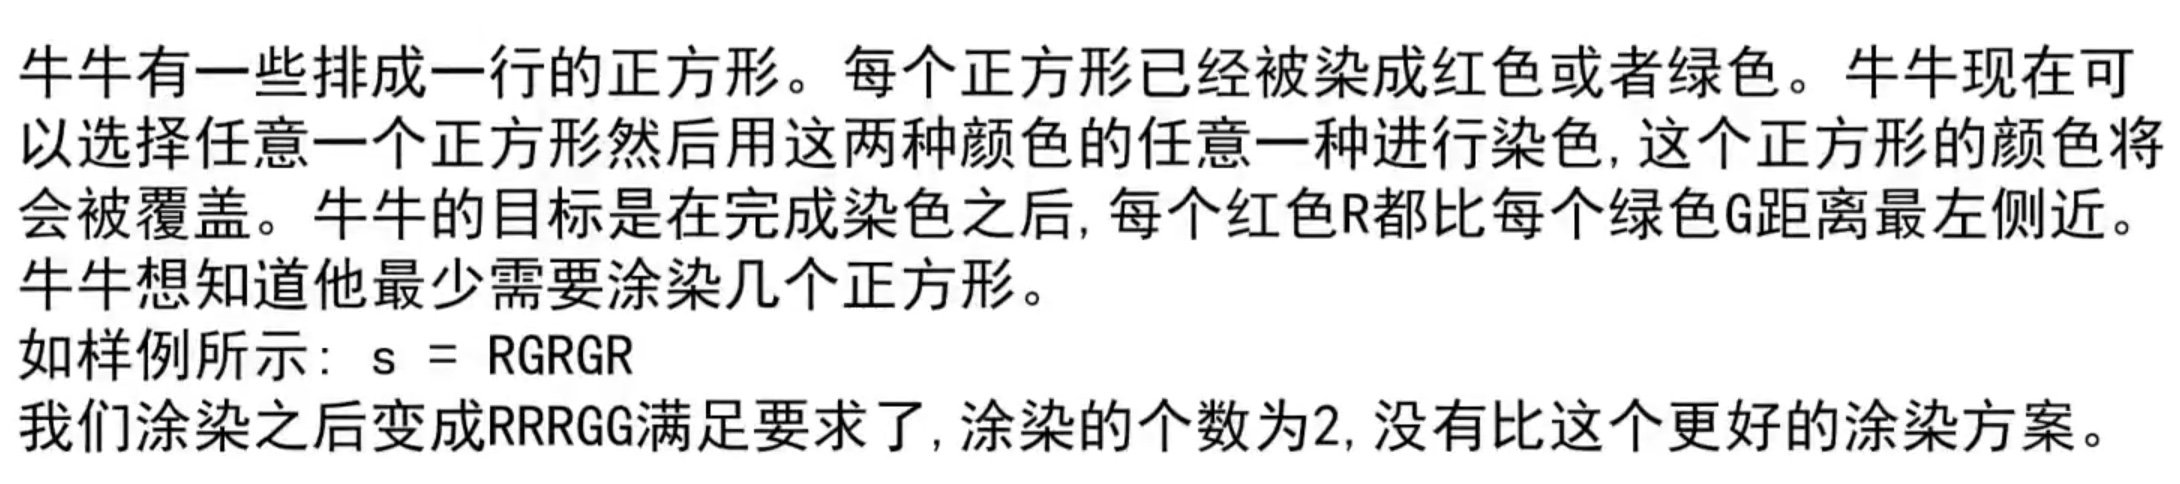 牛牛有一些排成一行的正方形。每个正方形已经被染成红色或者绿色。牛牛现在可
以选择任意一个正方形然后用这两种颜色的任意一种进行染色,这个正方形的颜色将
会被覆盖。牛牛的目标是在完成染色之后,每个红色R都比每个绿色G距离最左侧近。
牛牛想知道他最少需要涂染几个正方形。
如样例所示: s = RGRGR
我们涂染之后变成RRRGG满足要求了,涂染的个数为2,没有比这个更好的涂染方案。